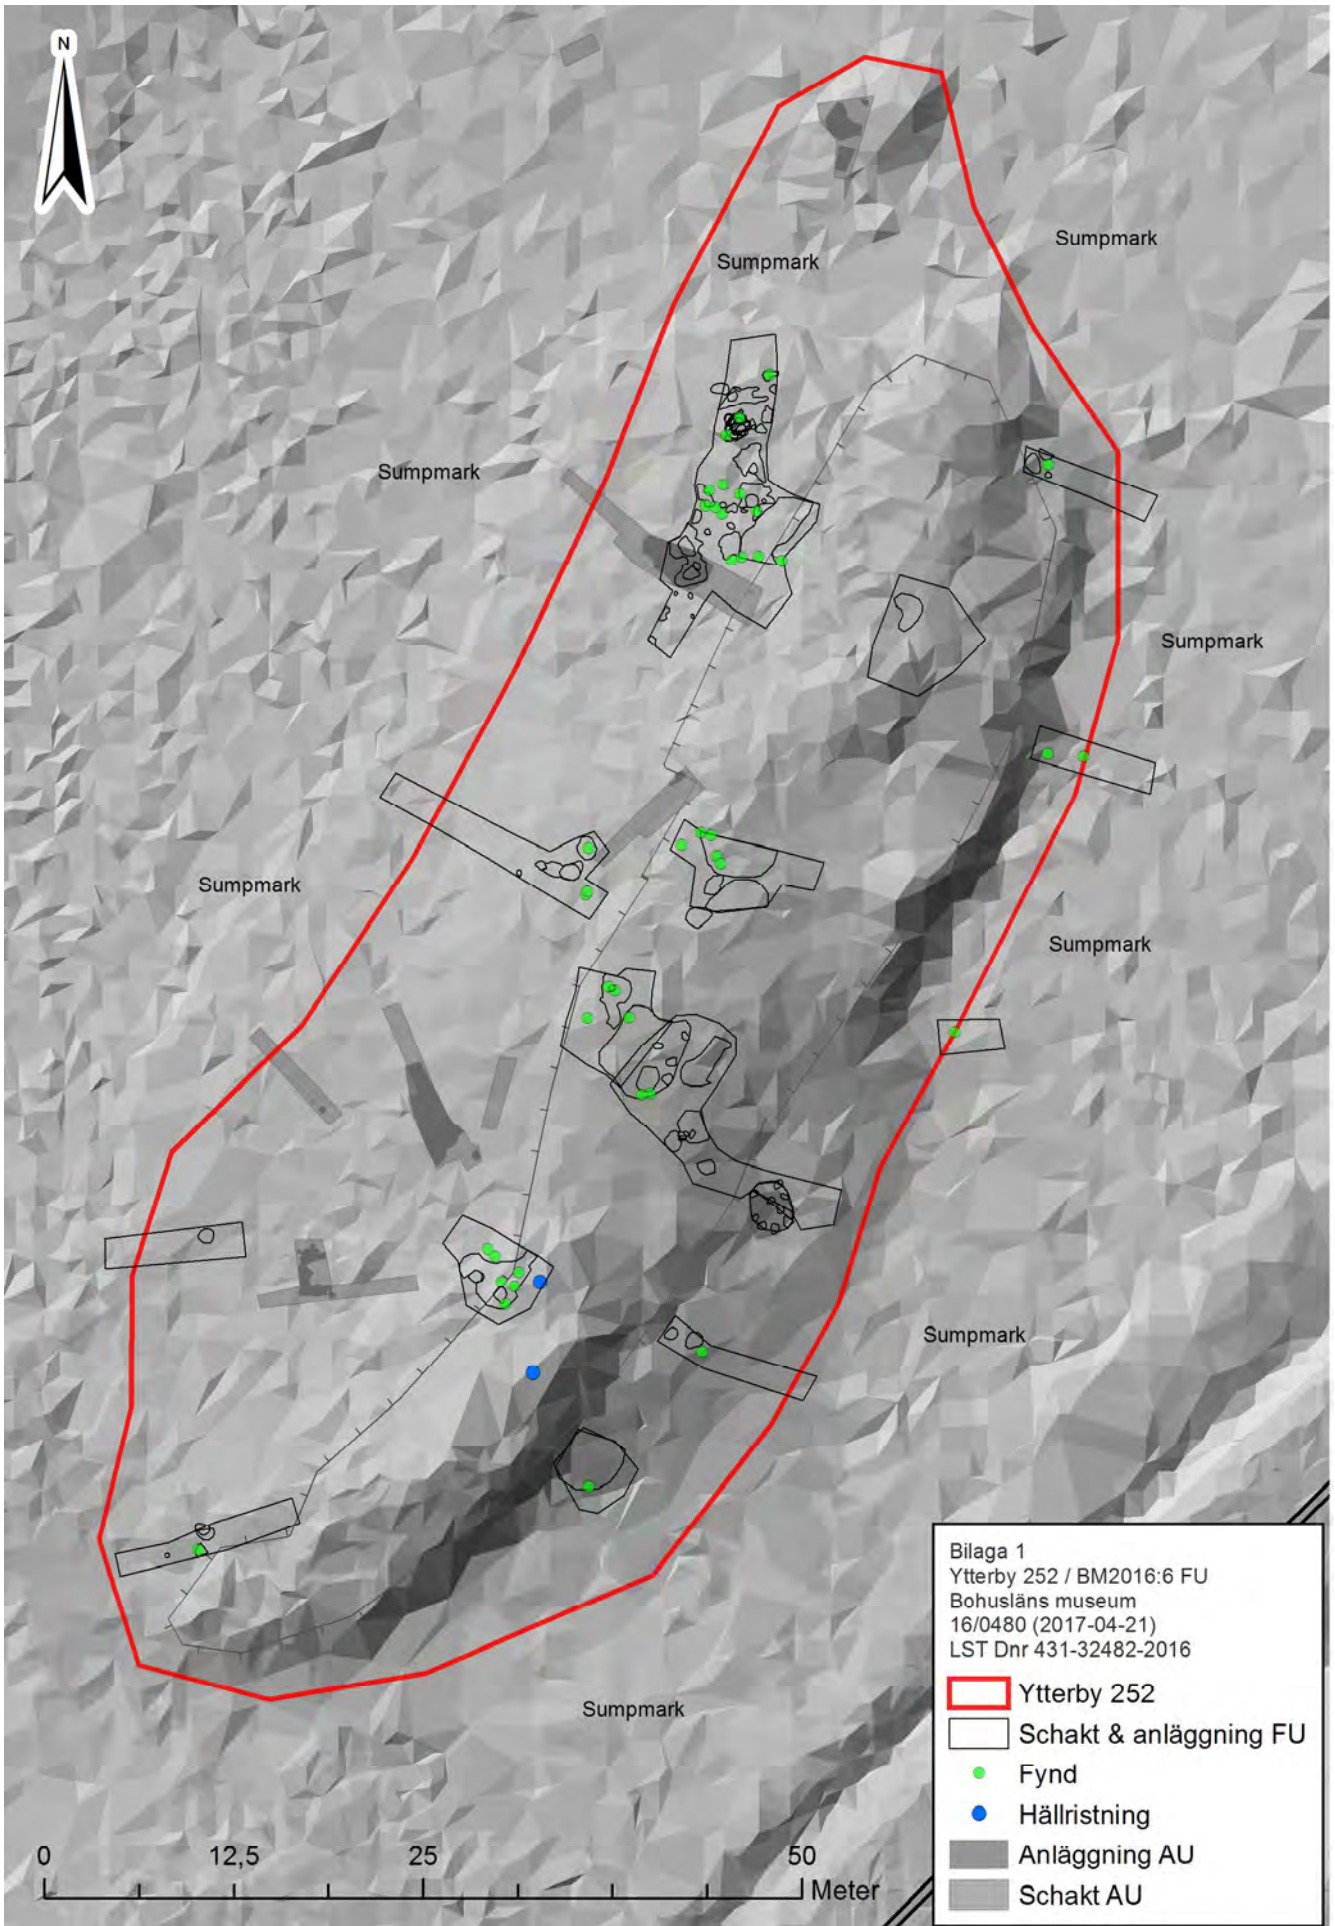 N
Sumpmark
Sumpmark
Sumpmark
Sumpmark
Sumpmark
Sumpmark
Sumpmark
Sumpmark
Bilaga 1
Ytterby 252 / BM2016:6 FU
Bohusläns museum
16/0480 (2017-04-21)
LST Dnr 431-32482-2016
Ytterby 252
Schakt & anläggning FU
Fynd
Hällristning
Anläggning AU
Schakt AU
0 12,5 25 50
Meter